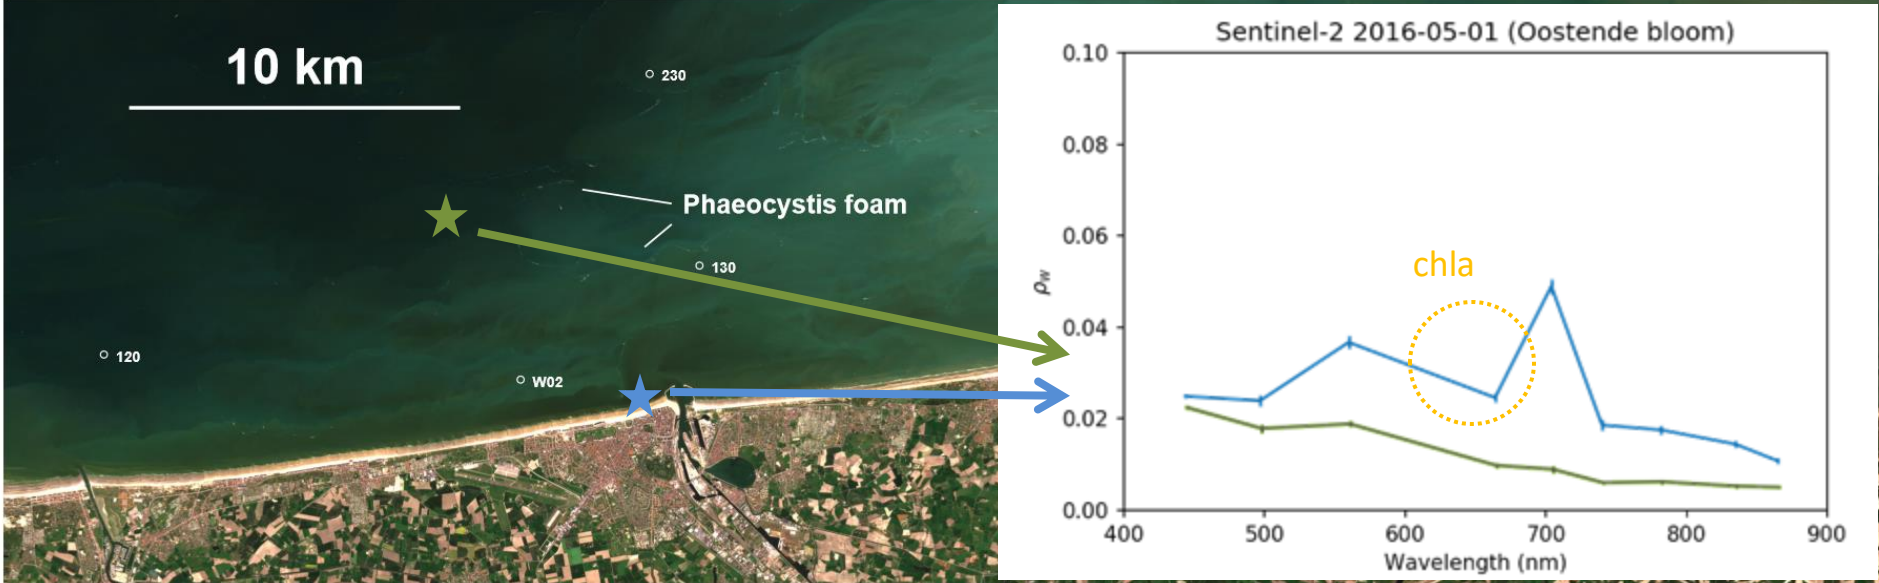 10 km
230
Phaeocystis foam
130
120
W02
Sentinel-2 2016-05-01 (Oostende bloom)
0.10
0.08
0.06
0.04
0.02
0.00
ρw
chla
400 500 600 700 800 900
Wavelength (nm)